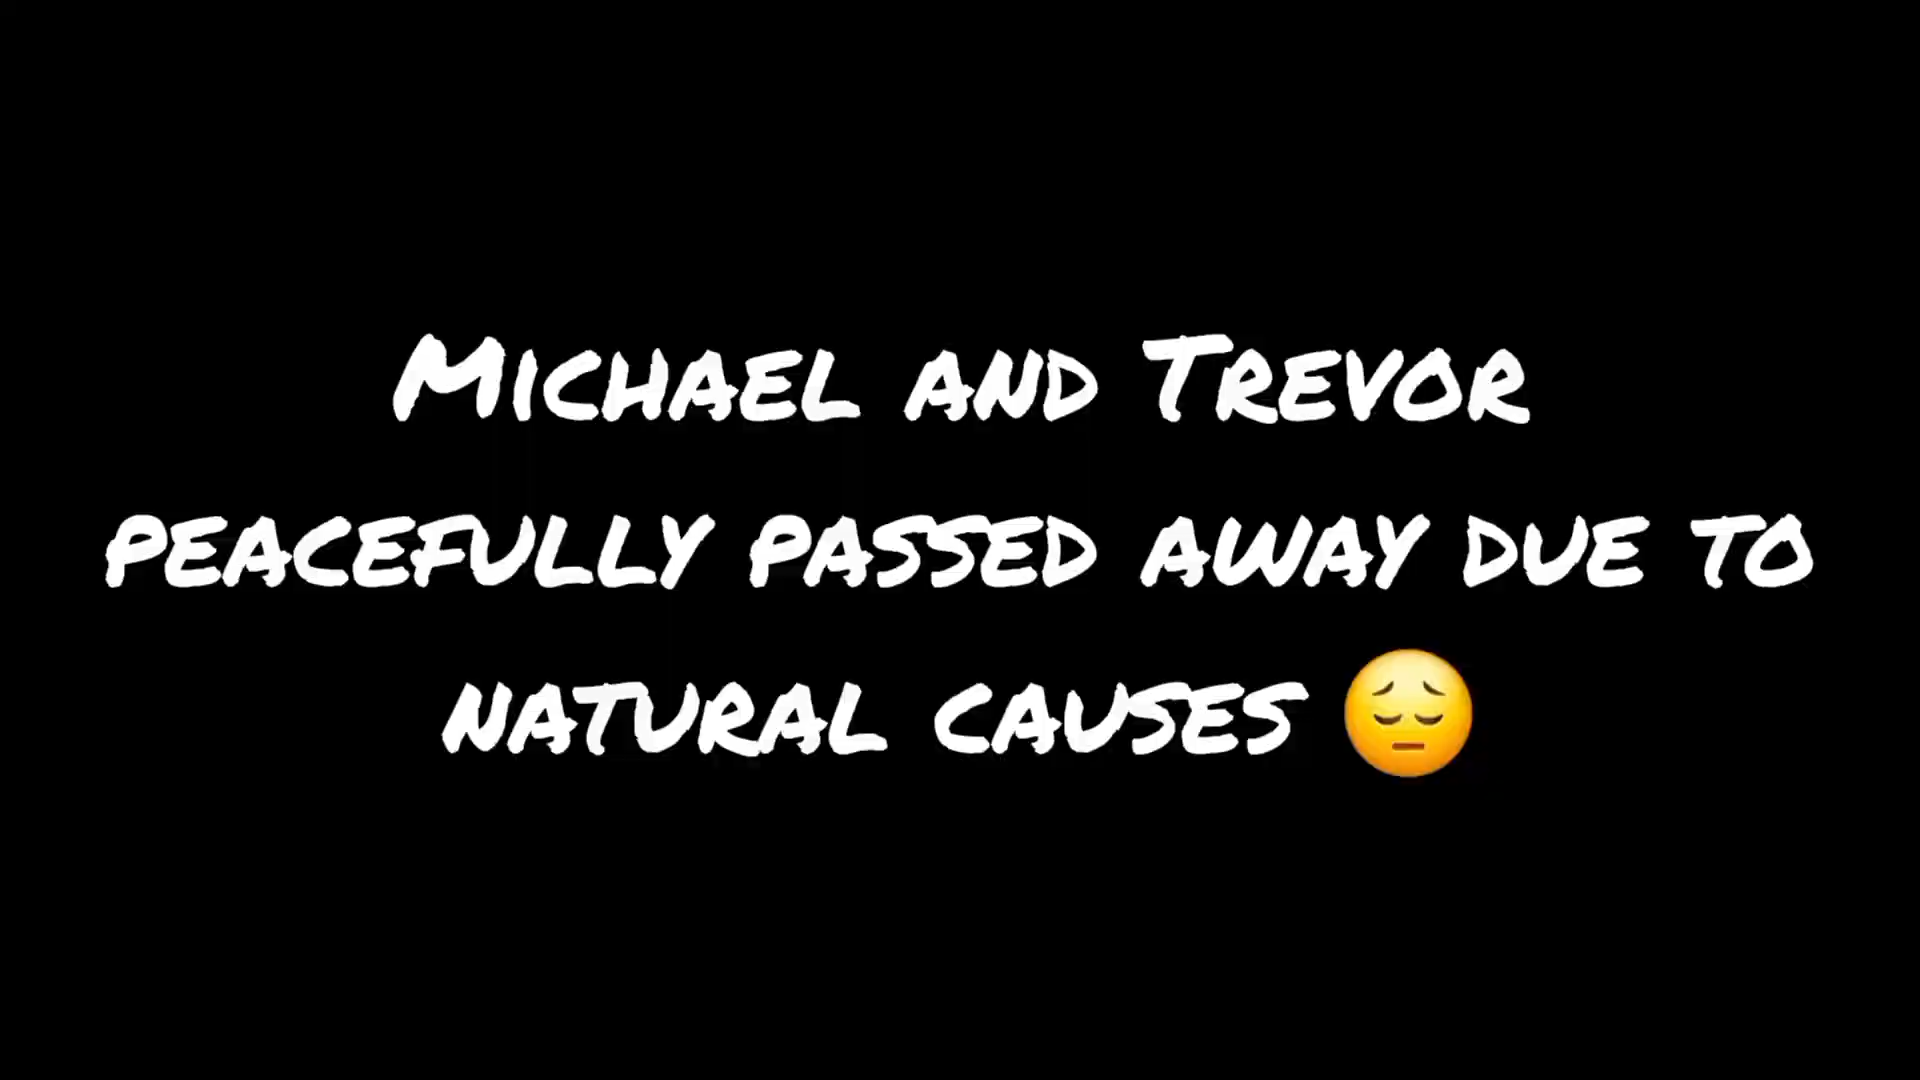 Michael and Trevor
peacefully passed away due to
natural causes 😔